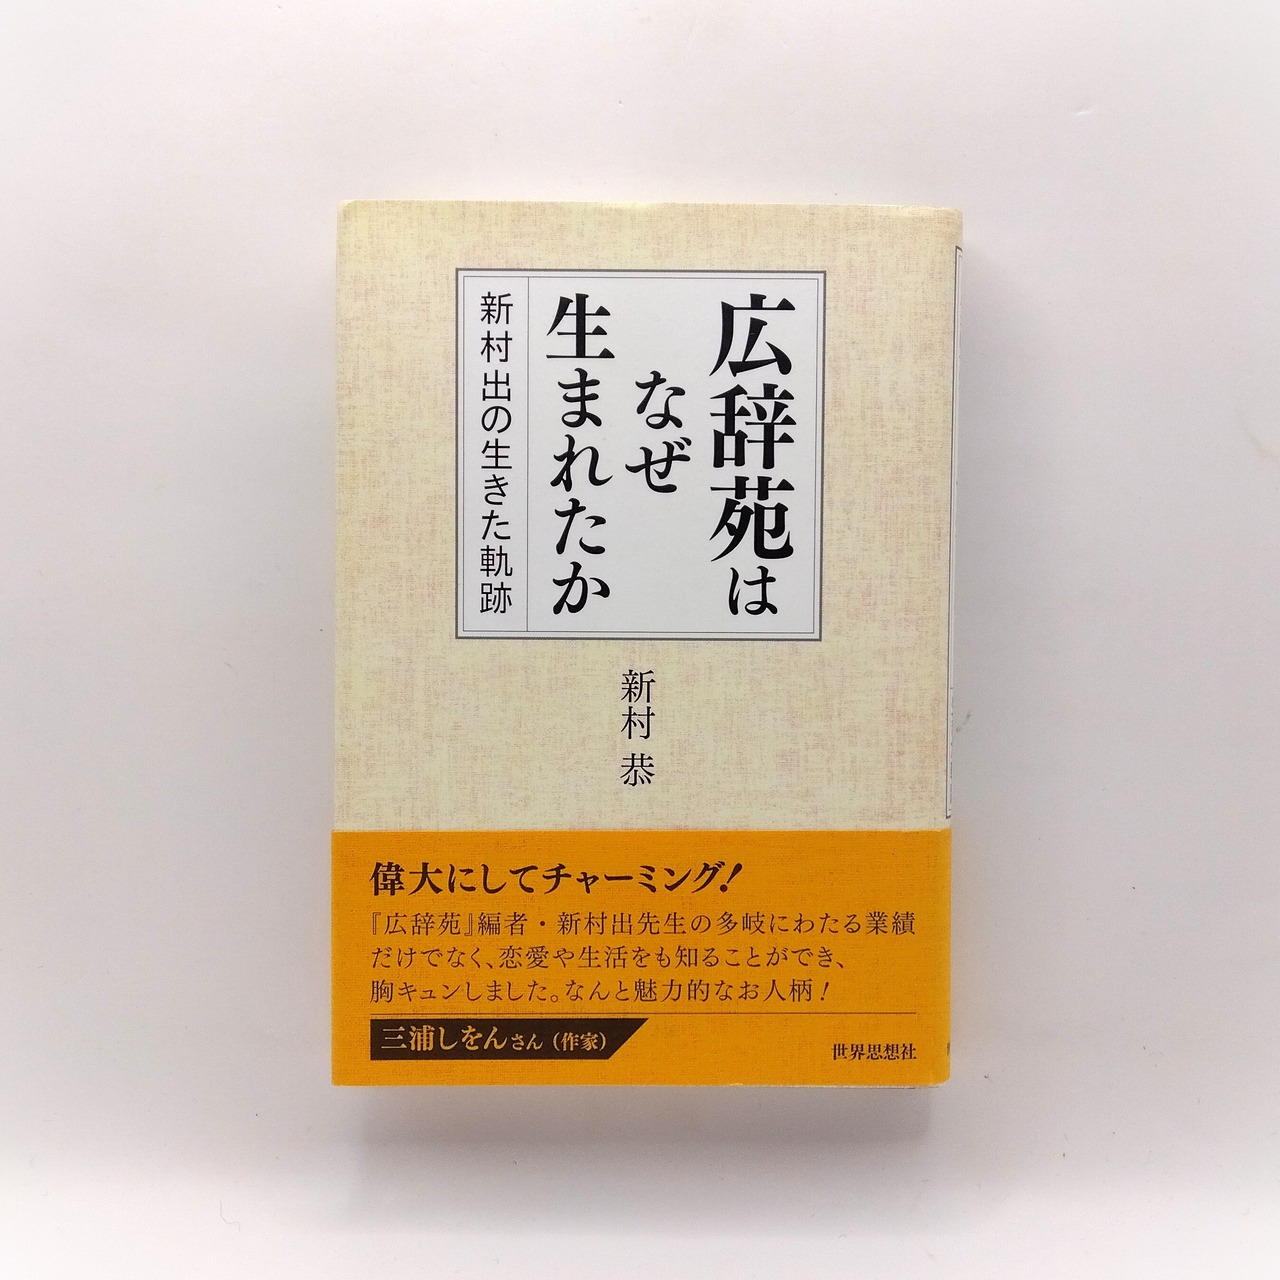 広辞苑は
なぜ
生まれたか
新村出の生きた軌跡
新村 恭
偉大にしてチャーミング!
『広辞苑』編者・新村出先生の多岐にわたる業績
だけでなく、恋愛や生活をも知ることができ、
胸キュンしました。なんと魅力的なお人柄!
三浦しをんさん(作家)
世界思想社